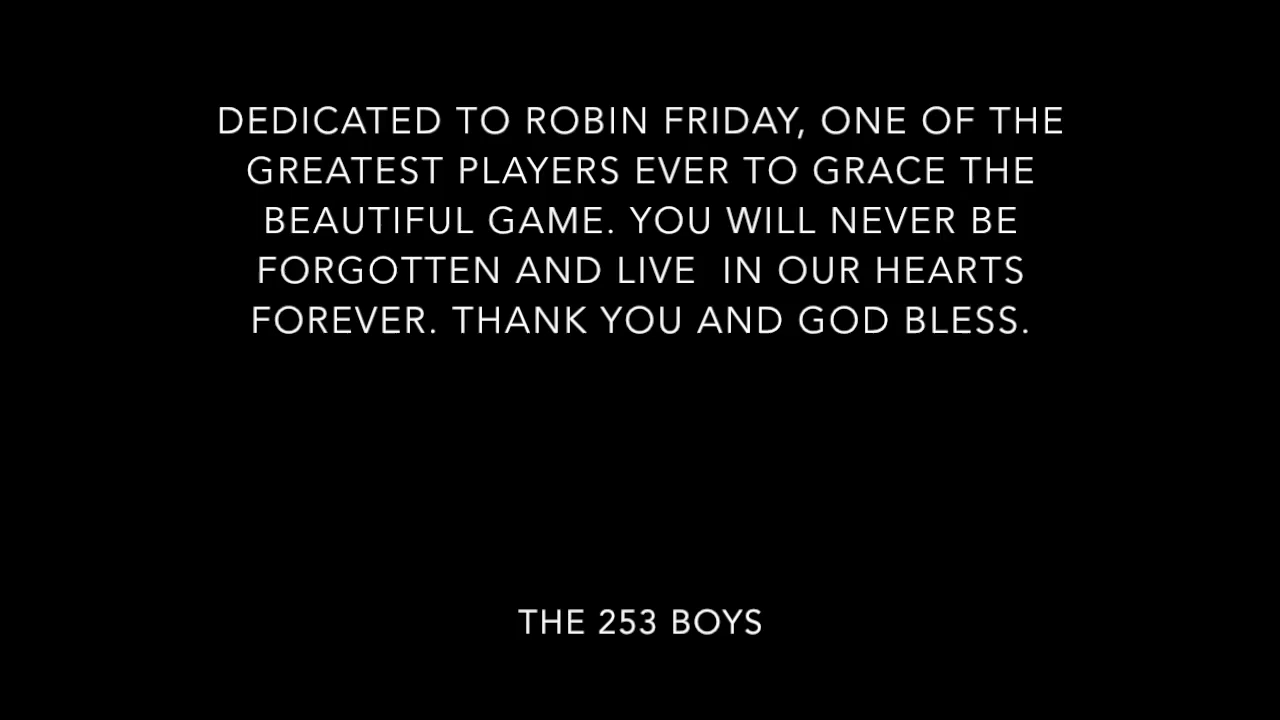 DEDICATED TO ROBIN FRIDAY, ONE OF THE
GREATEST PLAYERS EVER TO GRACE THE
BEAUTIFUL GAME. YOU WILL NEVER BE
FORGOTTEN AND LIVE  IN OUR HEARTS
FOREVER. THANK YOU AND GOD BLESS.
THE 253 BOYS